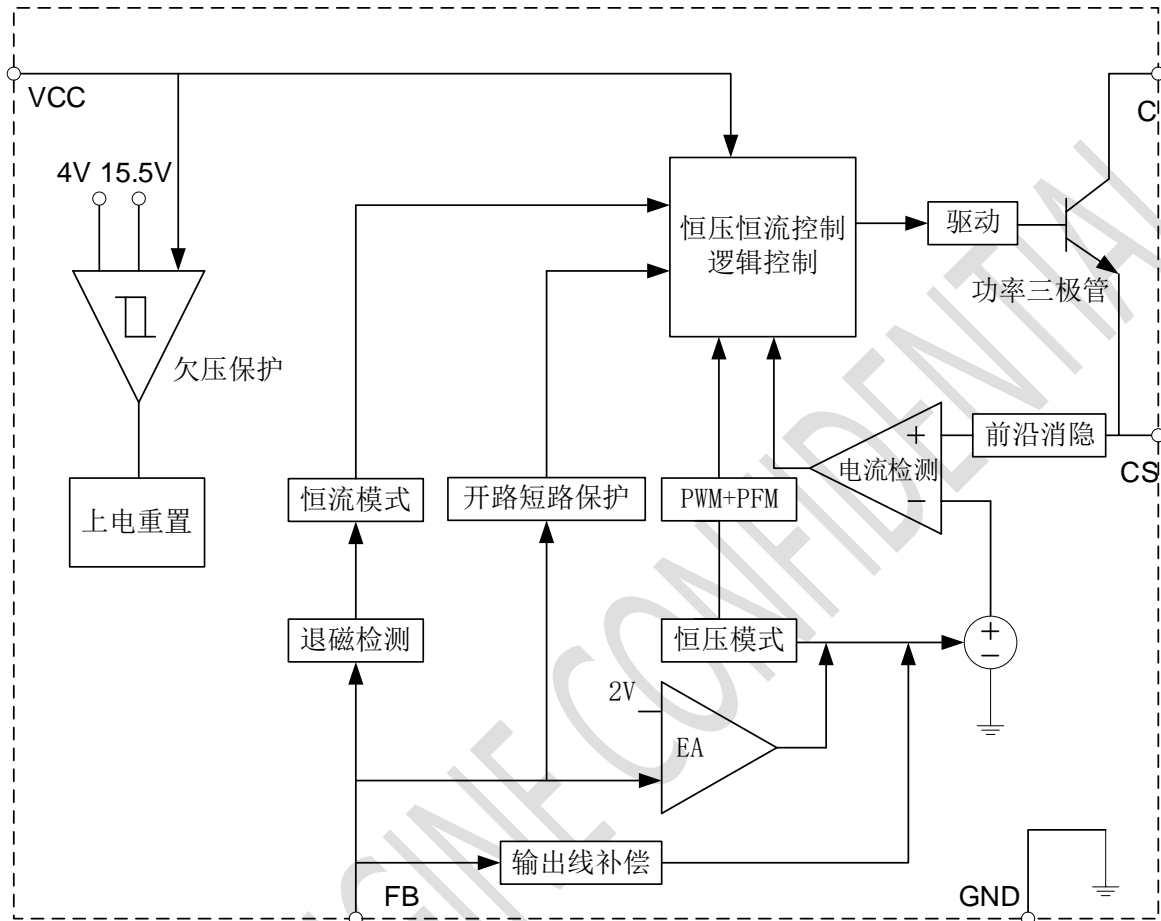 VCC
C
4V 15.5V
恒压恒流控制
逻辑控制
驱动
功率三极管
欠压保护
前沿消隐
+
电流检测
−
CS
上电重置
恒流模式
开路短路保护
PWM+PFM
退磁检测
恒压模式
+
−
2V
EA
输出线补偿
FB
GND
GINE CONFIDENTIAL